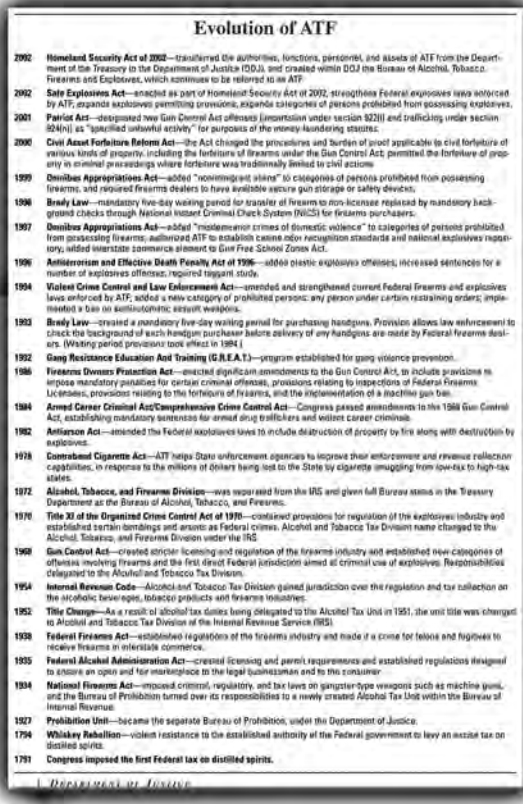 Evolution of ATF
2002 Homeland Security Act of 2002—transferred the authorities, functions, personnel, and assets of ATF from the Depart-
ment of the Treasury to the Department of Justice (DOJ), and created within DOJ the Bureau of Alcohol, Tobacco,
Firearms and Explosives, which continues to be referred to as ATF.
2002 Safe Explosives Act—enacted as part of Homeland Security Act of 2002, strengthens Federal explosives laws enforced
by ATF; expands explosives permitting provisions, expands categories of persons prohibited from possessing explosives.
2001 Patriot Act—designated two Gun Control Act offenses (importation under section 922(l) and trafficking under section
924(n)) as "specified unlawful activity" for purposes of the money-laundering statutes.
2000 Civil Asset Forfeiture Reform Act—the Act changed the procedures and burden of proof applicable to civil forfeiture of
various kinds of property, including the forfeiture of firearms under the Gun Control Act; permitted the forfeiture of prop-
erty in criminal proceedings where forfeiture was traditionally limited to civil actions.
1999 Omnibus Appropriations Act—added "nonimmigrant aliens" to categories of persons prohibited from possessing
firearms, and required firearms dealers to have available secure gun storage or safety devices.
1998 Brady Law—mandatory five-day waiting period for transfer of firearm to non-licensee replaced by mandatory back-
ground checks through National Instant Criminal Check System (NICS) for firearms purchasers.
1997 Omnibus Appropriations Act—added "misdemeanor crimes of domestic violence" to categories of persons prohibited
from possessing firearms, authorized ATF to establish canine odor recognition standards and national explosives reposi-
tory; added interstate commerce element to Gun Free School Zones Act.
1996 Antiterrorism and Effective Death Penalty Act of 1996—added plastic explosives offenses; increased sentences for a
number of explosives offenses; required taggant study.
1994 Violent Crime Control and Law Enforcement Act—amended and strengthened current Federal firearms and explosives
laws enforced by ATF; added a new category of prohibited persons: any person under certain restraining orders; imple-
mented a ban on semiautomatic assault weapons.
1993 Brady Law—created a mandatory five-day waiting period for purchasing handguns. Provision allows law enforcement to
check the background of each handgun purchaser before delivery of any handguns are made by Federal firearms deal-
ers. (Waiting period provisions took effect in 1994.)
1992 Gang Resistance Education And Training (G.R.E.A.T.)—program established for gang violence prevention.
1986 Firearms Owners Protection Act—enacted significant amendments to the Gun Control Act, to include provisions to
impose mandatory penalties for certain criminal offenses, provisions relating to inspections of Federal Firearms
Licensees, provisions relating to the forfeiture of firearms, and the implementation of a machine gun ban.
1984 Armed Career Criminal Act/Comprehensive Crime Control Act—Congress passed amendments to the 1968 Gun Control
Act, establishing mandatory sentences for armed drug traffickers and violent career criminals.
1982 Antiarson Act—amended the Federal explosives laws to include destruction of property by fire along with destruction by
explosives.
1978 Contraband Cigarette Act—ATF helps State enforcement agencies to improve their enforcement and revenue collection
capabilities, in response to the millions of dollars being lost to the State by cigarette smuggling from low-tax to high-tax
states.
1972 Alcohol, Tobacco, and Firearms Division—was separated from the IRS and given full Bureau status in the Treasury
Department as the Bureau of Alcohol, Tobacco, and Firearms.
1970 Title XI of the Organized Crime Control Act of 1970—contained provisions for regulation of the explosives industry and
established certain bombings and arsons as Federal crimes. Alcohol and Tobacco Tax Division name changed to the
Alcohol, Tobacco, and Firearms Division under the IRS.
1968 Gun Control Act—created stricter licensing and regulation of the firearms industry and established new categories of
offenses involving firearms and the first direct Federal jurisdiction aimed at criminal use of explosives. Responsibilities
delegated to the Alcohol and Tobacco Tax Division.
1954 Internal Revenue Code—Alcohol and Tobacco Tax Division gained jurisdiction over the regulation and tax collection on
the alcoholic beverages, tobacco products and firearms industries.
1952 Title Change—As a result of alcohol tax duties being delegated to the Alcohol Tax Unit in 1951, the unit title was changed
to Alcohol and Tobacco Tax Division of the Internal Revenue Service (IRS).
1938 Federal Firearms Act—established regulations of the firearms industry and made it a crime for felons and fugitives to
receive firearms in interstate commerce.
1935 Federal Alcohol Administration Act—created licensing and permit requirements and established regulations designed
to ensure an open and fair marketplace to the legal businessman and to the consumer.
1934 National Firearms Act—imposed criminal, regulatory, and tax laws on gangster-type weapons such as machine guns,
and the Bureau of Prohibition turned over its responsibilities to a newly created Alcohol Tax Unit within the Bureau of
Internal Revenue.
1927 Prohibition Unit—became the separate Bureau of Prohibition, under the Department of Justice.
1794 Whiskey Rebellion—violent resistance to the established authority of the Federal government to levy an excise tax on
distilled spirits.
1791 Congress imposed the first Federal tax on distilled spirits.
Department of Justice